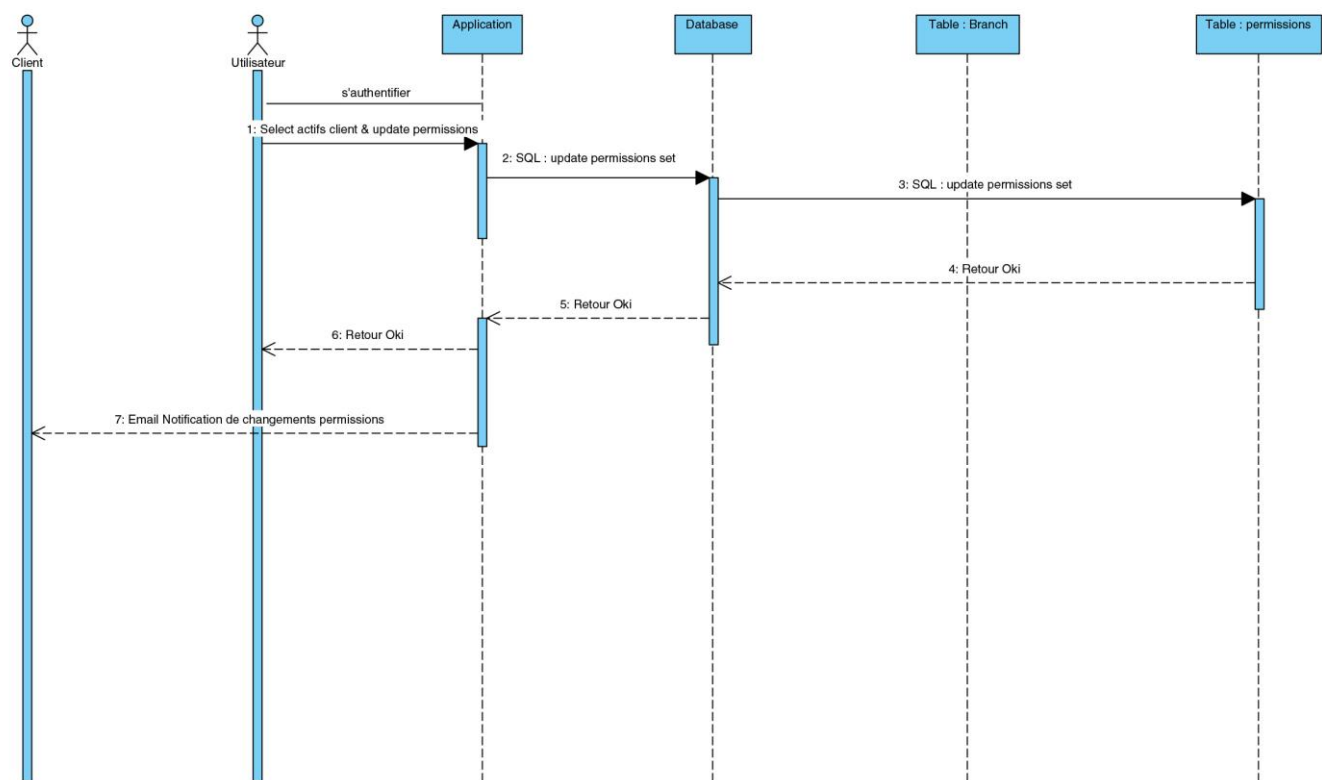 Client
Utilisateur
Application
Database
Table : Branch
Table : permissions
s'authentifier
1: Select actifs client & update permissions
2: SQL : update permissions set
3: SQL : update permissions set
4: Retour Oki
5: Retour Oki
6: Retour Oki
7: Email Notification de changements permissions